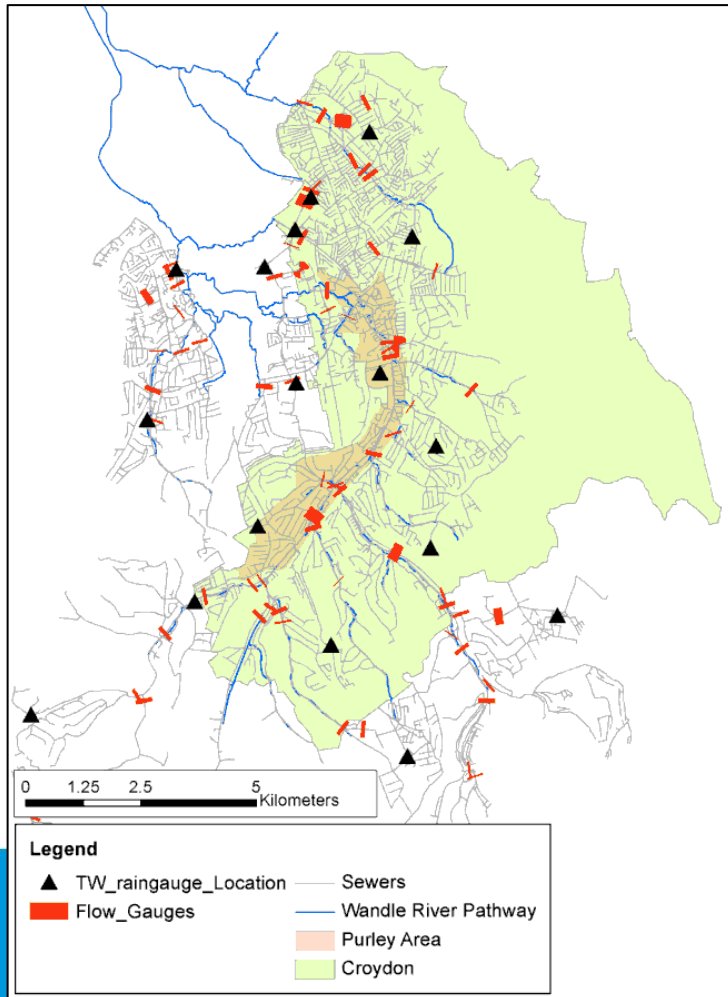 0 1.25 2.5 5
Kilometers
Legend
TW_raingauge_Location
Flow_Gauges
Sewers
Wandle River Pathway
Purley Area
Croydon